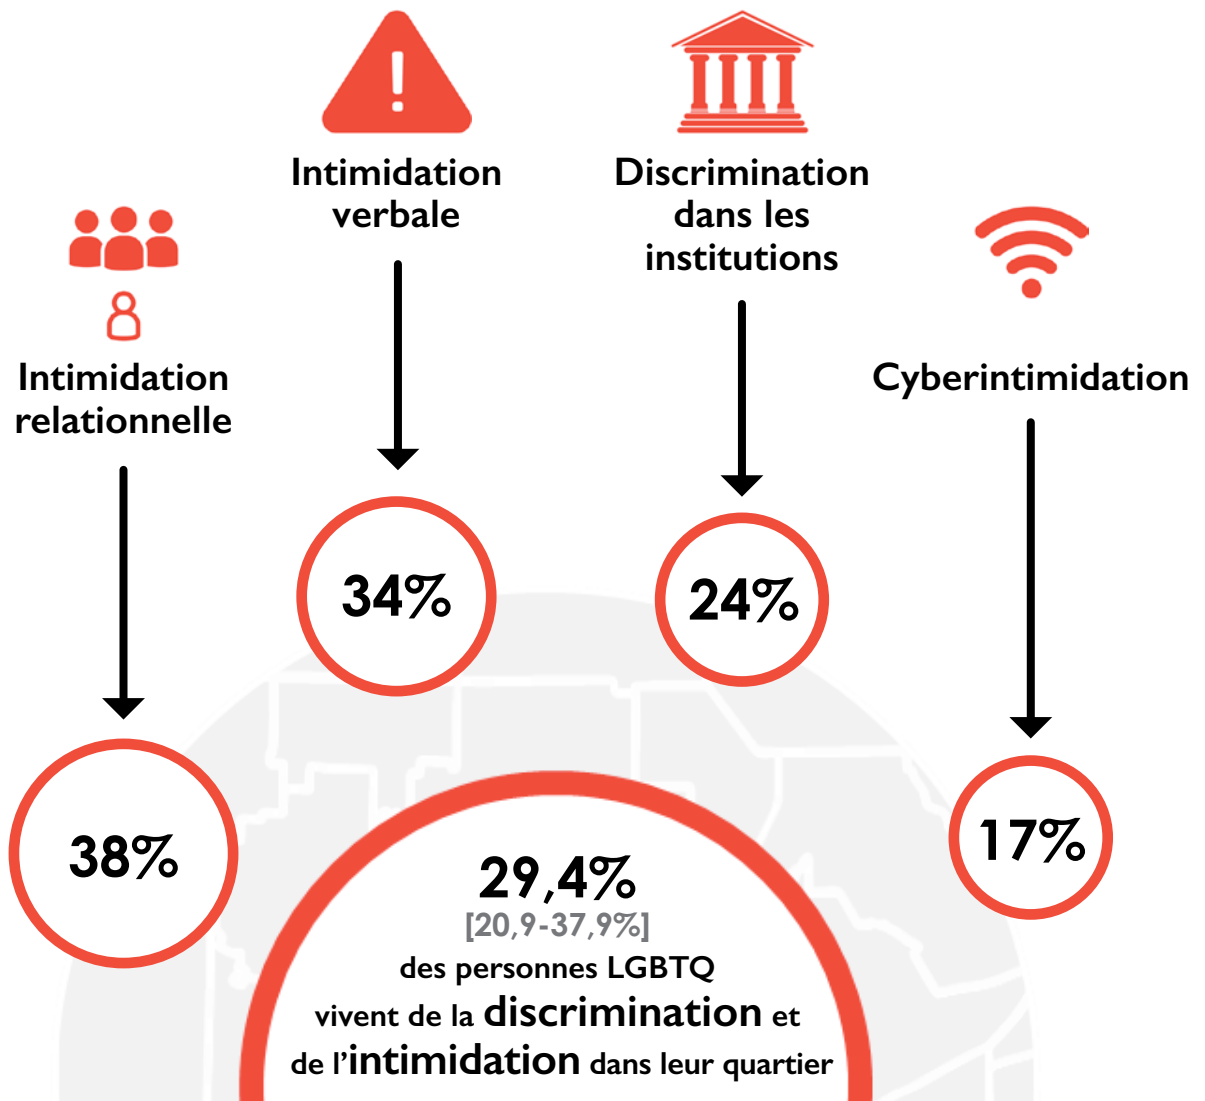 Intimidation
verbale
Discrimination
dans les
institutions
Intimidation
relationnelle
Cyberintimidation
34%
24%
38%
17%
29,4%
[20,9-37,9%]
des personnes LGBTQ
vivent de la discrimination et
de l'intimidation dans leur quartier